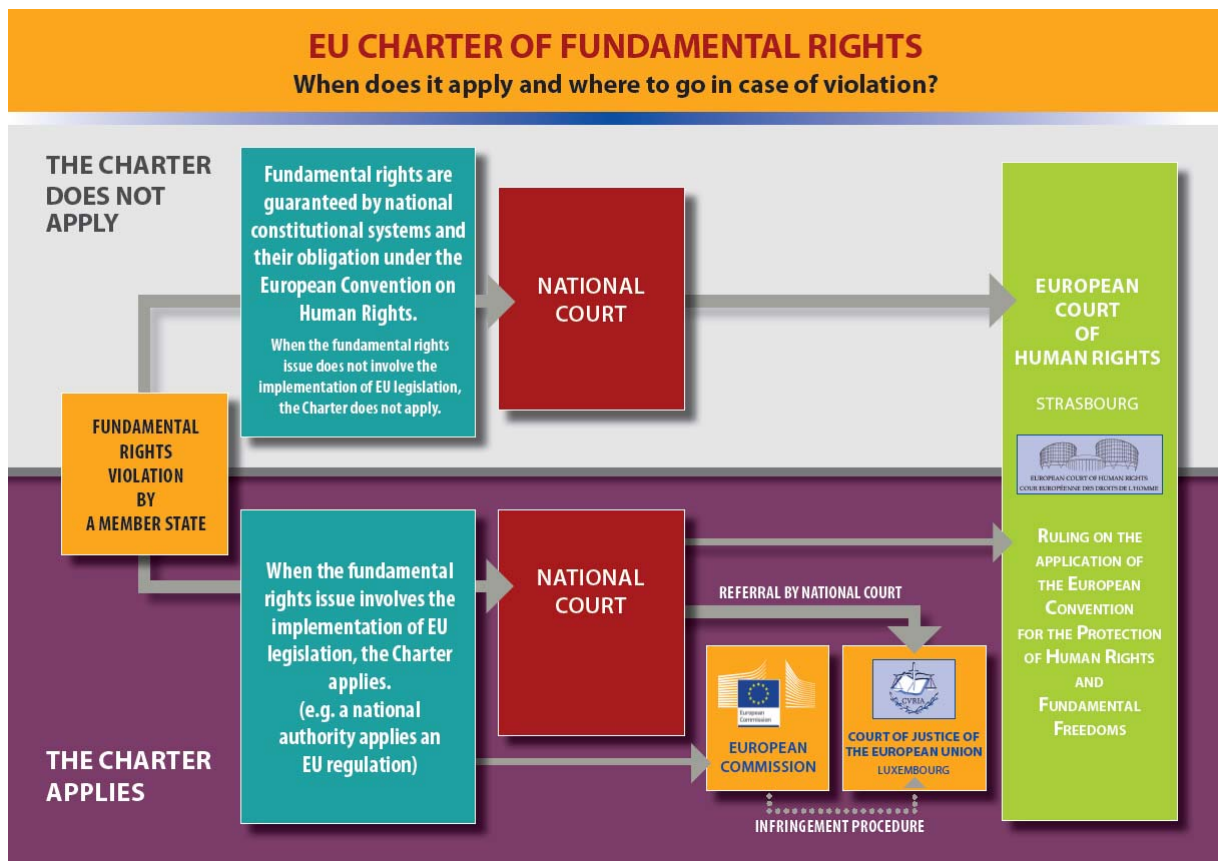 EU CHARTER OF FUNDAMENTAL RIGHTS
When does it apply and where to go in case of violation?
THE CHARTER
DOES NOT
APPLY
Fundamental rights are
guaranteed by national
constitutional systems and
their obligation under the
European Convention on
Human Rights.
When the fundamental rights
issue does not involve the
implementation of EU legislation,
the Charter does not apply.
NATIONAL
COURT
EUROPEAN
COURT
OF
HUMAN RIGHTS
STRASBOURG
EUROPEAN COURT OF HUMAN RIGHTS
COUR EUROPÉENNE DES DROITS DE L'HOMME
RULING ON THE
APPLICATION OF
THE EUROPEAN
CONVENTION
FOR THE PROTECTION
OF HUMAN RIGHTS
AND
FUNDAMENTAL
FREEDOMS
FUNDAMENTAL
RIGHTS
VIOLATION
BY
A MEMBER STATE
When the fundamental
rights issue involves the
implementation of EU
legislation, the Charter
applies.
(e.g. a national
authority applies an
EU regulation)
NATIONAL
COURT
REFERRAL BY NATIONAL COURT
European
Commission
EUROPEAN
COMMISSION
CVRIA
COURT OF JUSTICE OF
THE EUROPEAN UNION
LUXEMBOURG
INFRINGEMENT PROCEDURE
THE CHARTER
APPLIES